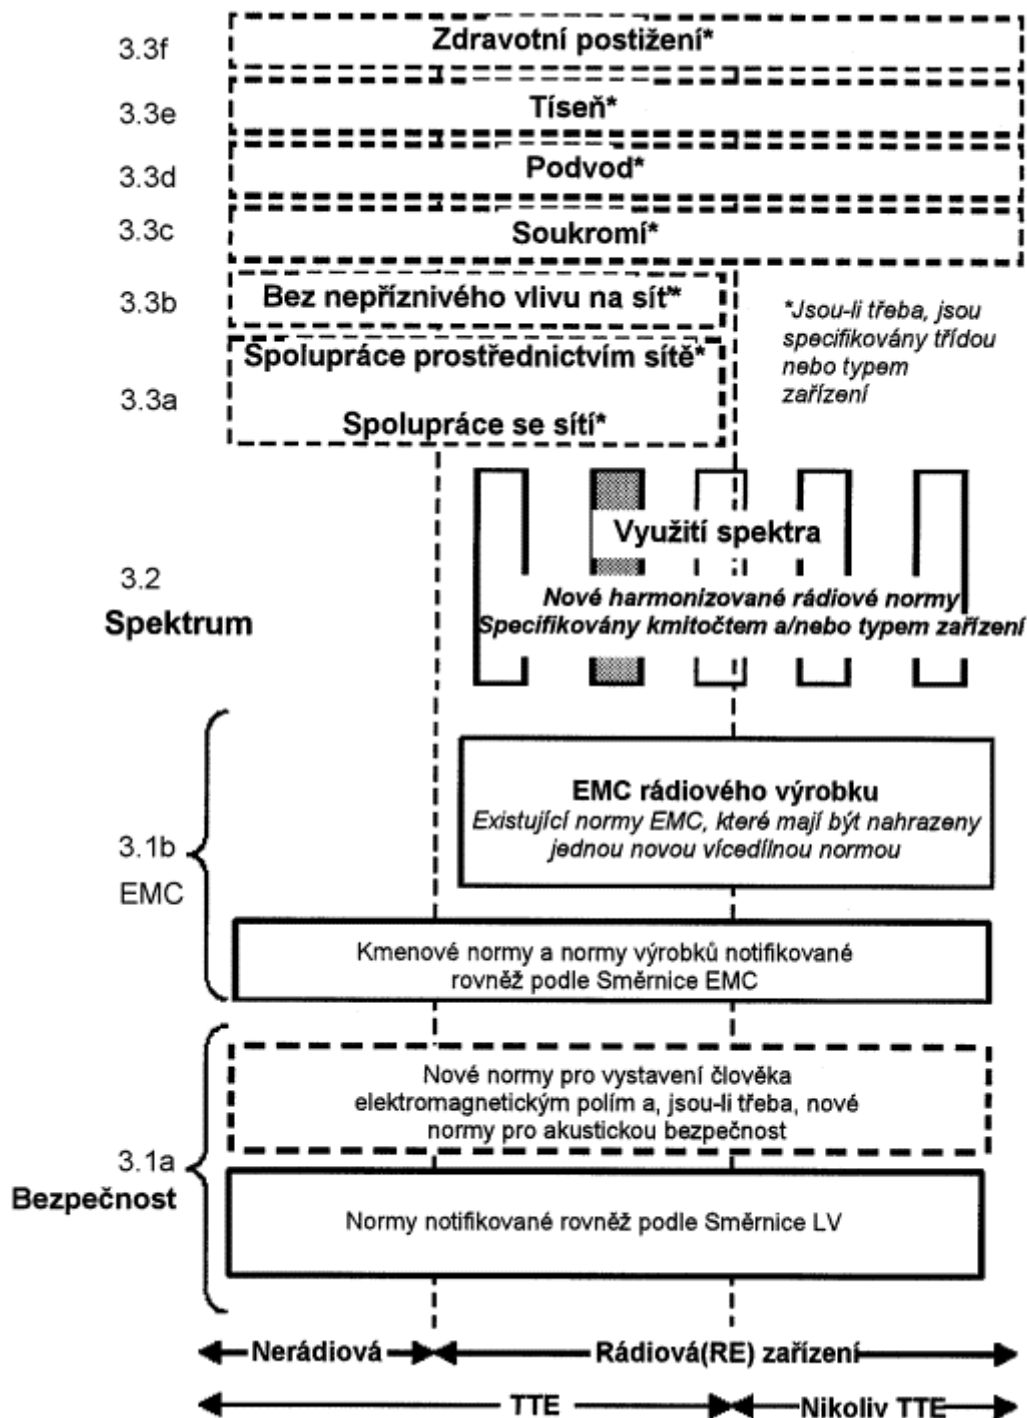 3.3f
Zdravotní postižení*
3.3e
Tíseň*
3.3d
Podvod*
3.3c
Soukromí*
3.3b
Bez nepříznivého vlivu na síť*
3.3a
Spolupráce prostřednictvím sítě*
Spolupráce se sítí*
*Jsou-li třeba, jsou
specifikovány třídou
nebo typem
zařízení
3.2
Spektrum
Využití spektra
Nové harmonizované rádiové normy
Specifikovány kmitočtem a/nebo typem zařízení
3.1b
EMC
EMC rádiového výrobku
Existující normy EMC, které mají být nahrazeny
jednou novou vícedílnou normou
Kmenové normy a normy výrobků notifikované
rovněž podle Směrnice EMC
3.1a
Bezpečnost
Nové normy pro vystavení člověka
elektromagnetickým polím a, jsou-li třeba, nové
normy pro akustickou bezpečnost
Normy notifikované rovněž podle Směrnice LV
Nerádiová
Rádiová(RE) zařízení
TTE
Nikoliv TTE